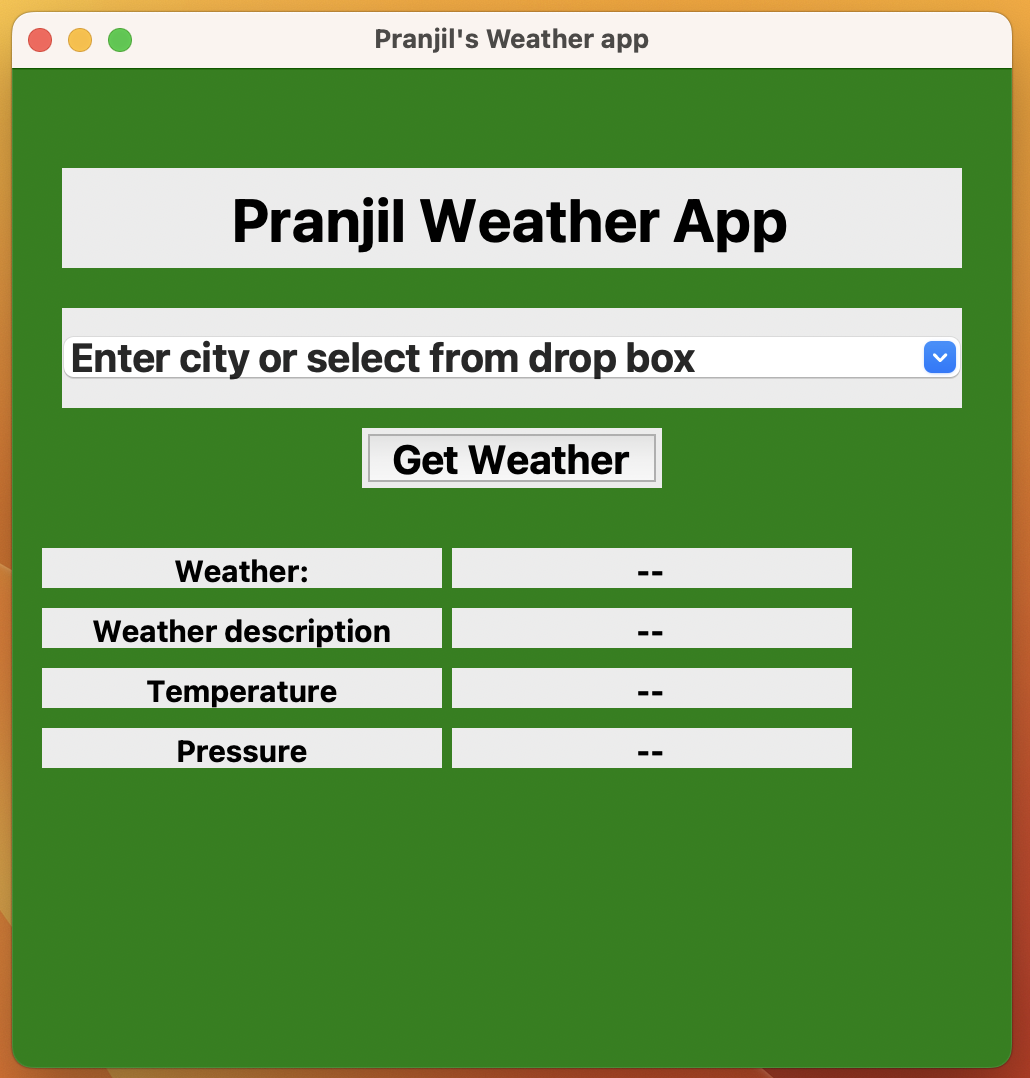 Pranjil's Weather app
Pranjil Weather App
Enter city or select from drop box
Get Weather
Weather: --
Weather description --
Temperature --
Pressure --